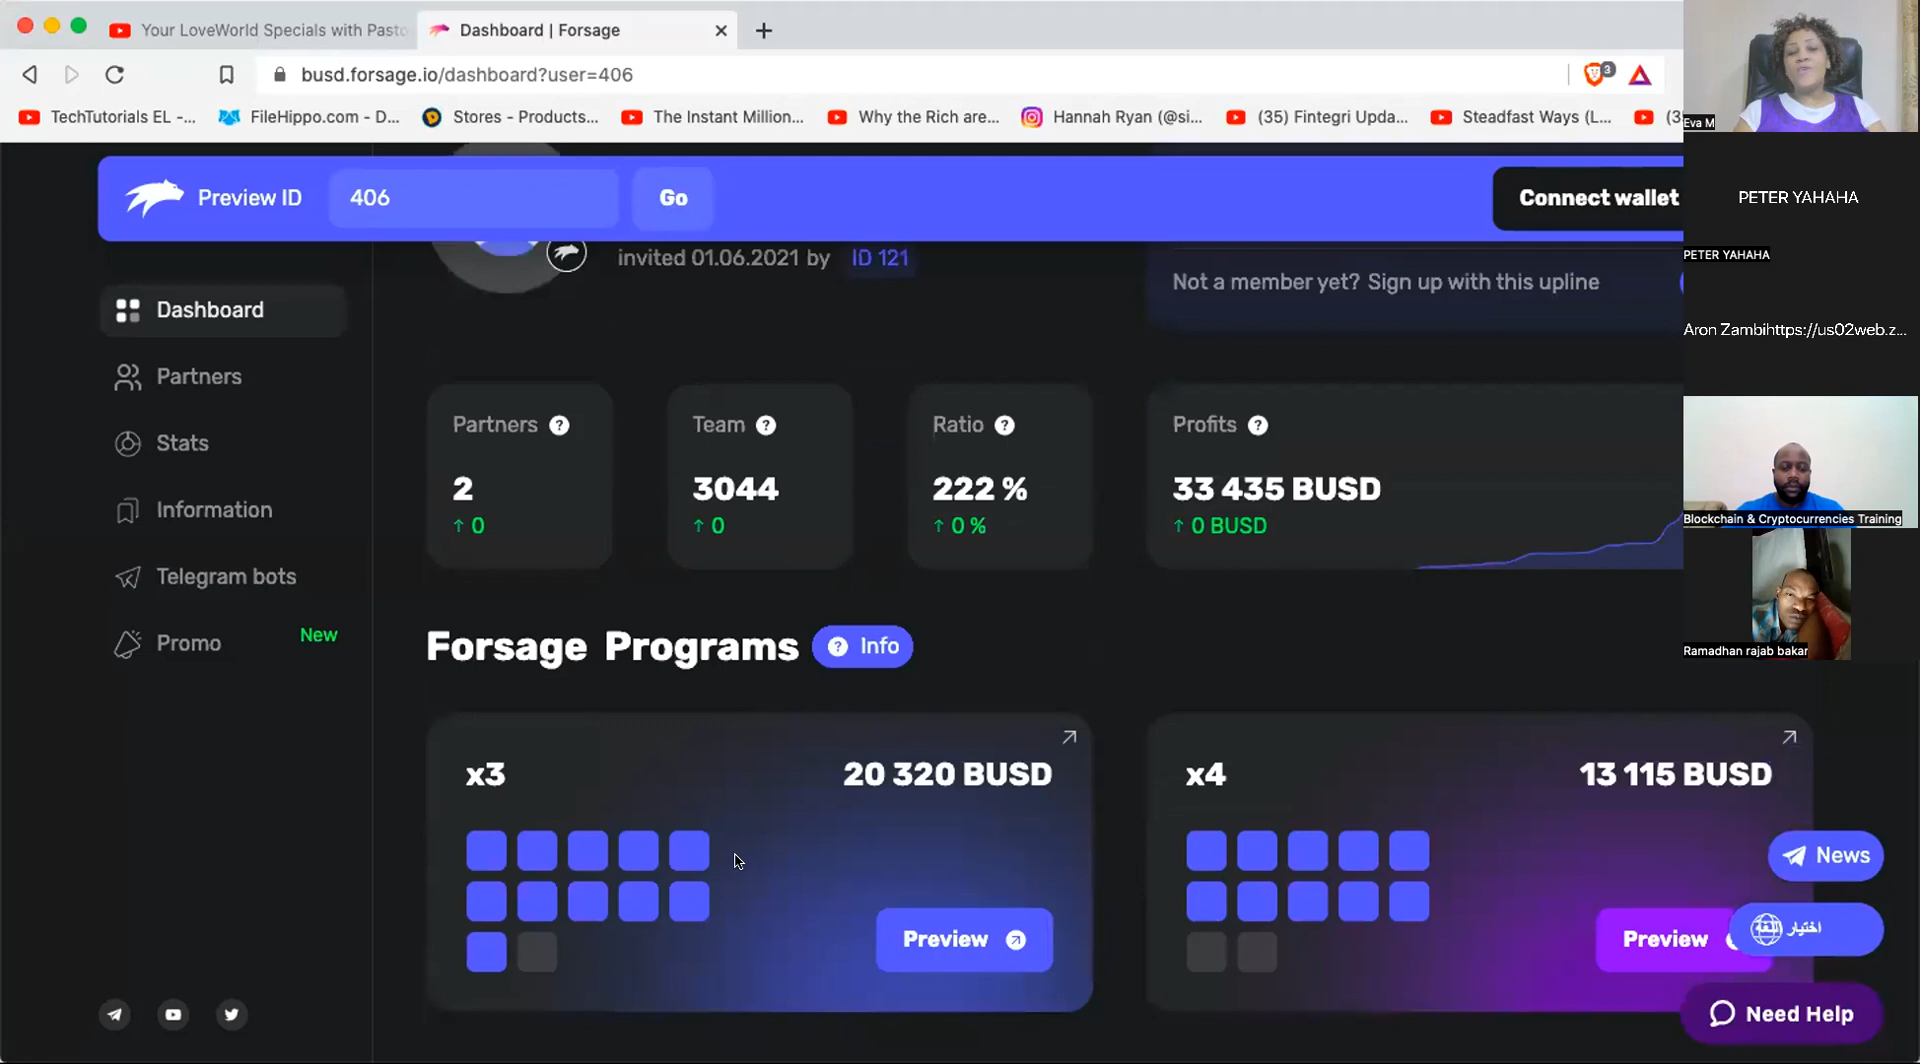 Your LoveWorld Specials with Pasto
Dashboard | Forsage
busd.forsage.io/dashboard?user=406
3
TechTutorials EL -...
FileHippo.com - D...
Stores - Products...
The Instant Million...
Why the Rich are...
Hannah Ryan (@si...
(35) Fintegri Upda...
Steadfast Ways (L...
(3
Preview ID
406
Go
Connect wallet
invited 01.06.2021 by ID 121
Not a member yet? Sign up with this upline
Dashboard
Partners
Stats
Information
Telegram bots
Promo
New
Partners ?
2
↑ 0
Team ?
3044
↑ 0
Ratio ?
222 %
↑ 0 %
Profits ?
33 435 BUSD
↑ 0 BUSD
Forsage Programs
? Info
x3
20 320 BUSD
Preview
x4
13 115 BUSD
Preview
News
اختيار اللغة
Need Help
Eva M
PETER YAHAHA
PETER YAHAHA
Aron Zambihttps://us02web.z...
Blockchain & Cryptocurrencies Training
Ramadhan rajab bakar